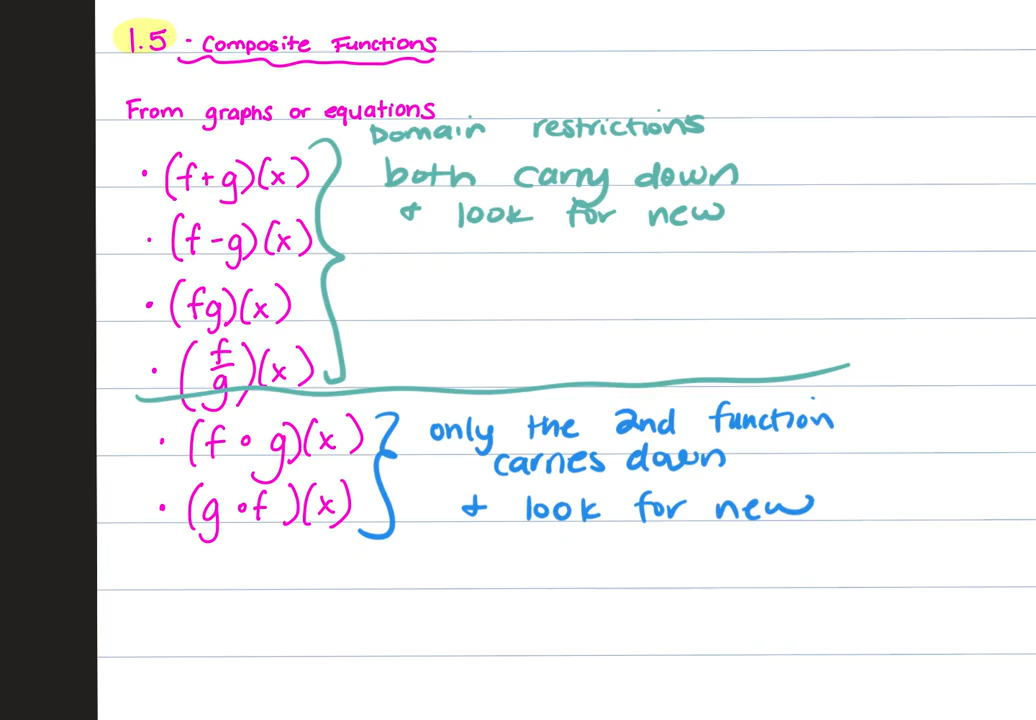 1.5 - Composite Functions
From graphs or equations
Domain restrictions
• (f+g)(x)
both carry down
& look for new
• (f-g)(x)
• (fg)(x)
• (f/g)(x)
• (f∘g)(x)
only the 2nd function
carries down
• (g∘f)(x)
& look for new